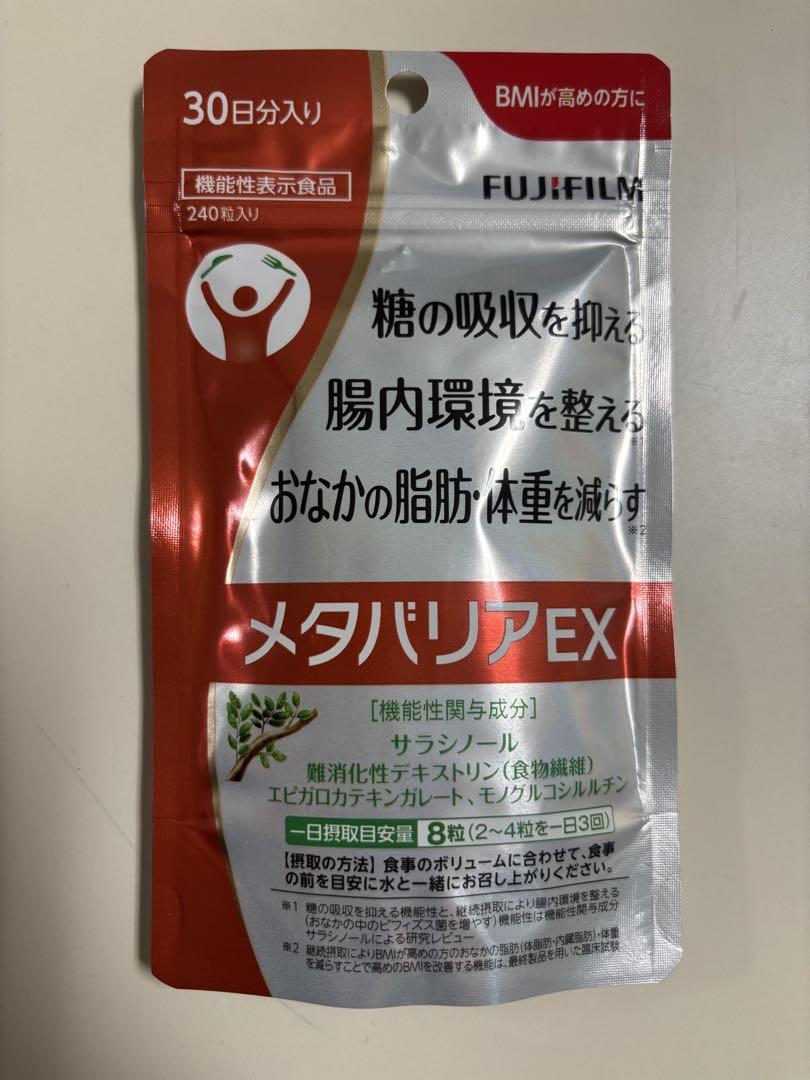 30日分入り
BMIが高めの方に
機能性表示食品
FUJIFILM
240粒入り
糖の吸収を抑える
腸内環境を整える
※1
おなかの脂肪・体重を減らす
※2
メタバリアEX
[機能性関与成分]
サラシノール
難消化性デキストリン(食物繊維)
エピガロカテキンガレート、モノグルコシルルチン
一日摂取目安量 8粒(2〜4粒を一日3回)
【摂取の方法】食事のボリュームに合わせて、食事
の前を目安に水と一緒にお召し上がりください。
※1 糖の吸収を抑える機能性と、継続摂取により腸内環境を整える
(おなかの中のビフィズス菌を増やす)機能性は機能性関与成分
サラシノールによる研究レビュー
※2 継続摂取によりBMIが高めの方のおなかの脂肪(体脂肪・内臓脂肪)・体重
を減らすことで高めのBMIを改善する機能は、最終製品を用いた臨床試験